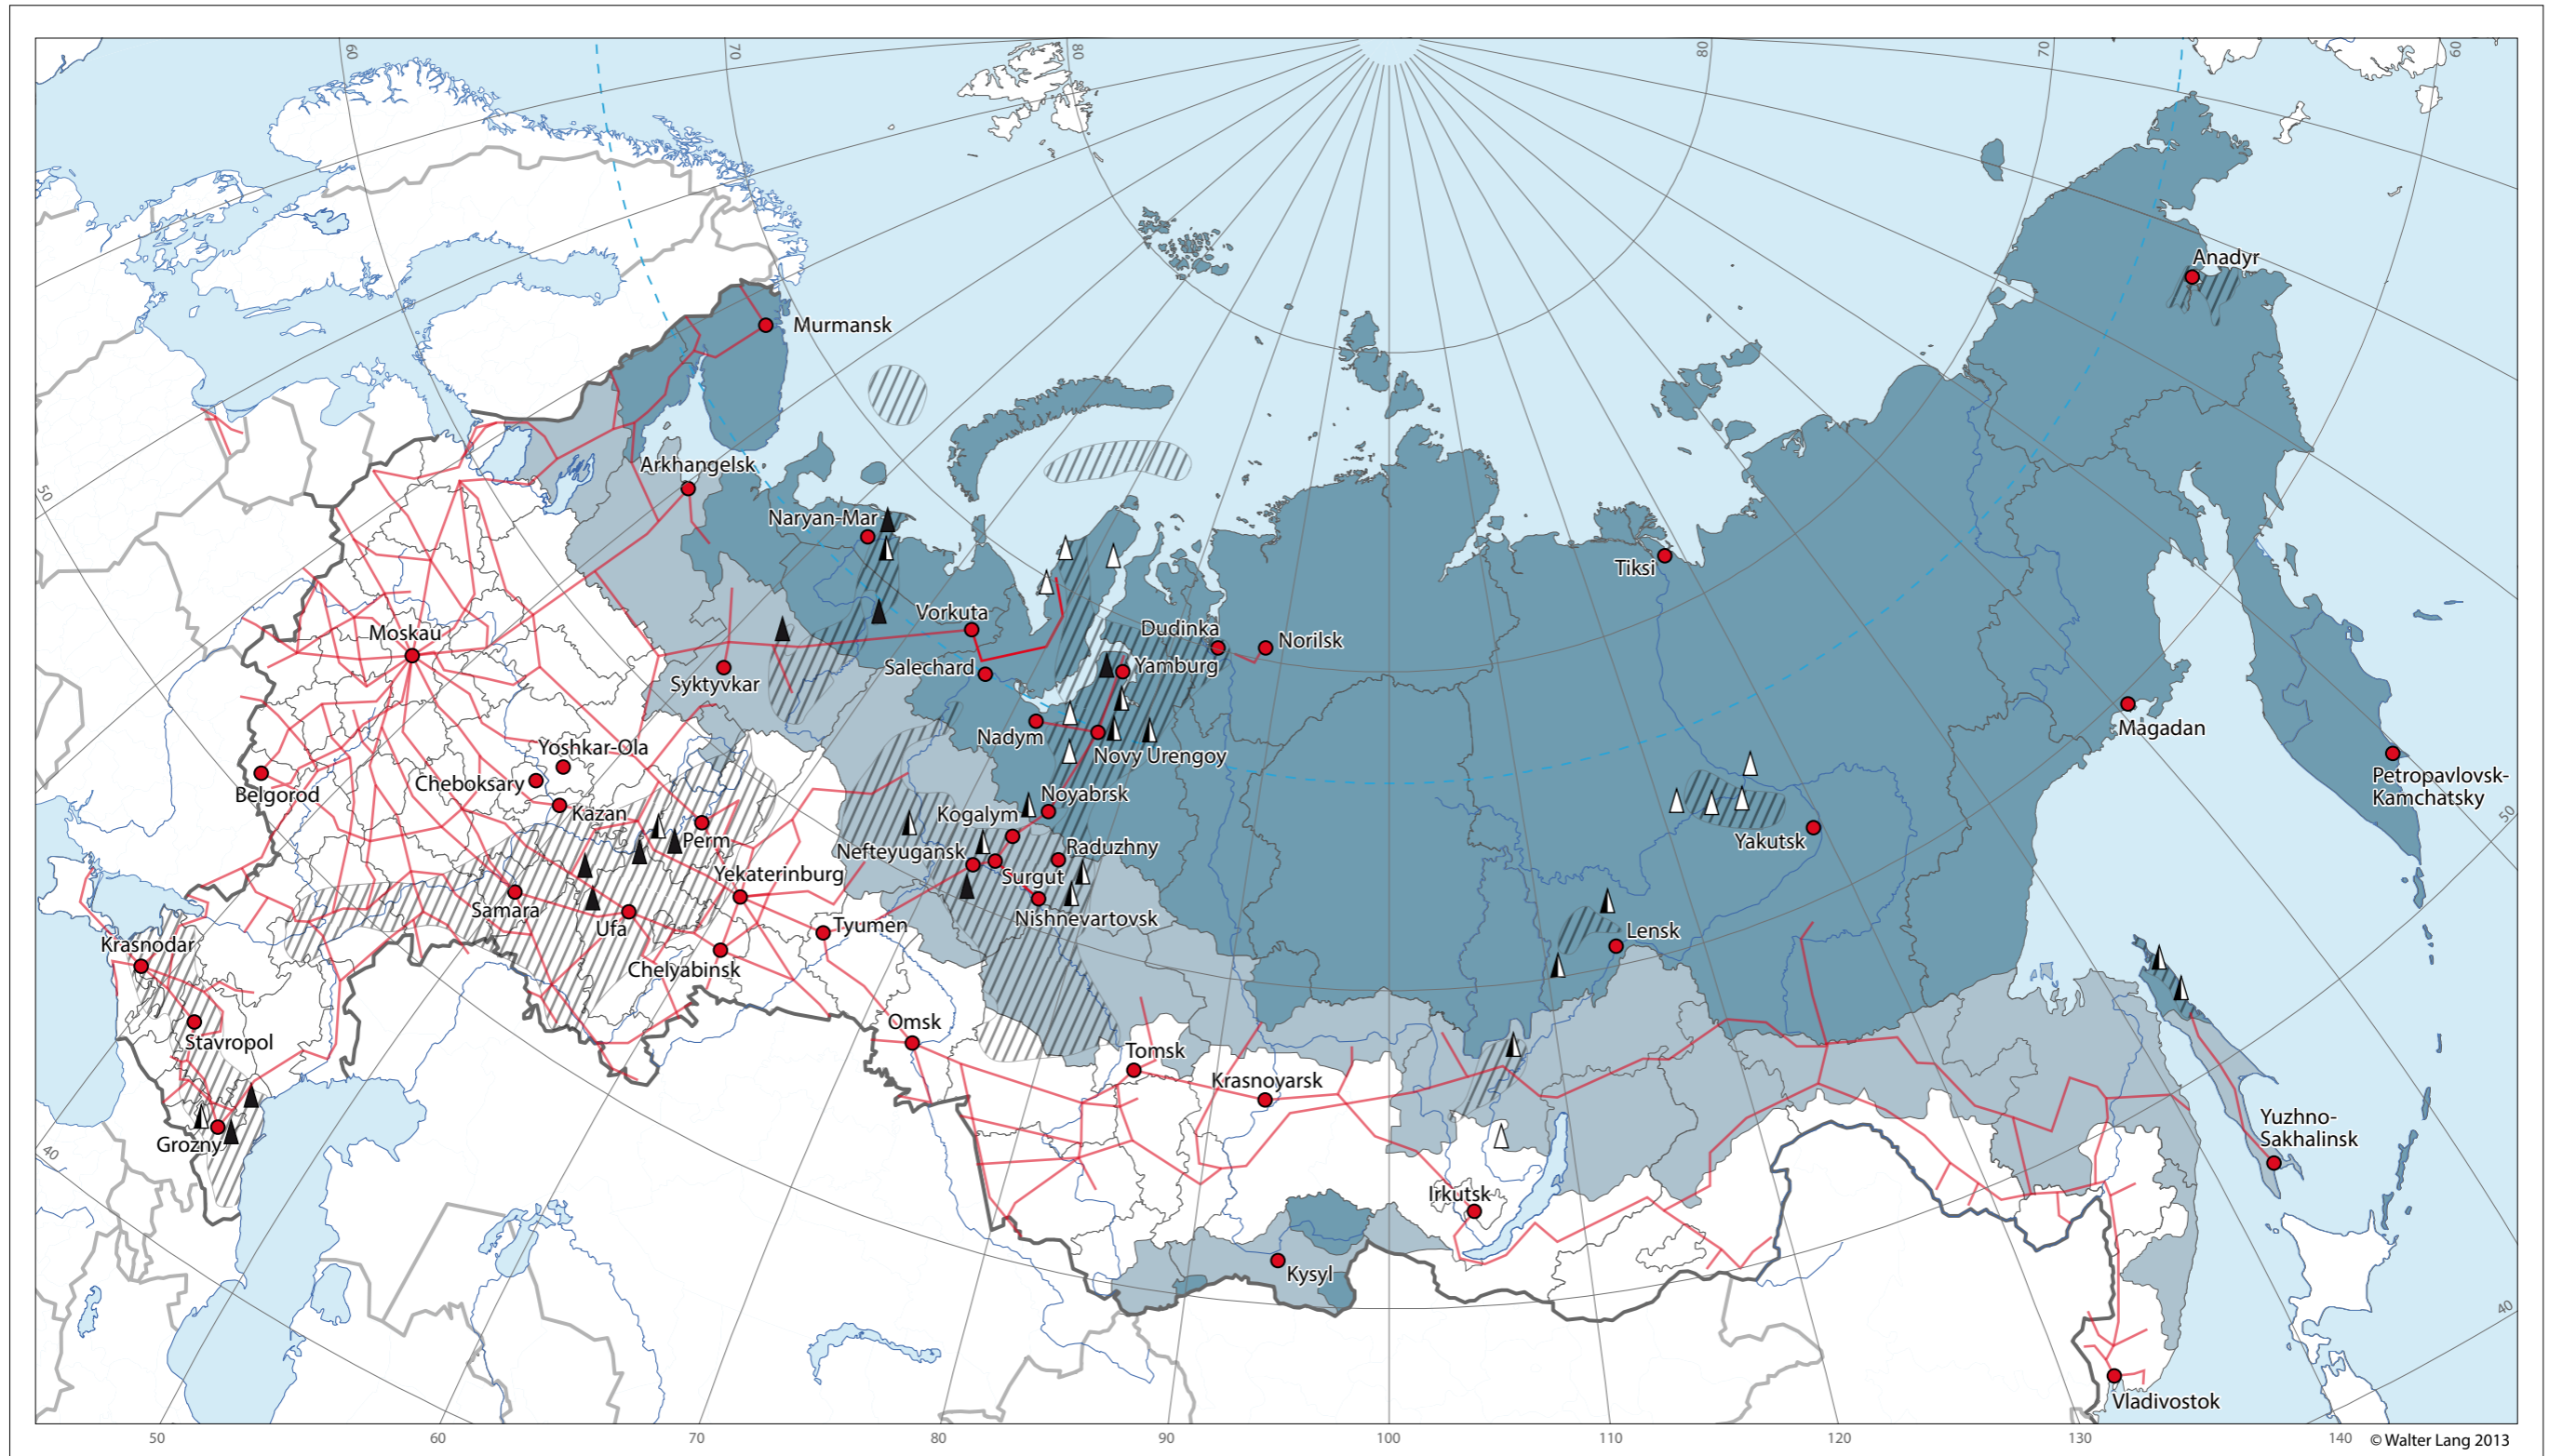 60
70
80
80
70
60
Anadyr
Murmansk
Arkhangelsk
50
Naryan-Mar
Tiksi
Vorkuta
Moskau
Dudinka
Norilsk
Salechard
Yamburg
Syktyvkar
Magadan
Nadym
Novy Urengoy
Yoshkar-Ola
Cheboksary
Belgorod
Petropavlovsk-
Kamchatsky
Noyabrsk
Kogalym
Kazan
50
Perm
Yakutsk
Nefteyugansk
Raduzhny
Surgut
Yekaterinburg
Samara
Nishnevartovsk
Ufa
Tyumen
Lensk
Krasnodar
Chelyabinsk
Omsk
Stavropol
Tomsk
Krasnoyarsk
Yuzhno-
Sakhalinsk
Grozny
40
Irkutsk
Kysyl
40
Vladivostok
50
60
70
80
90
100
110
120
130
140
© Walter Lang 2013